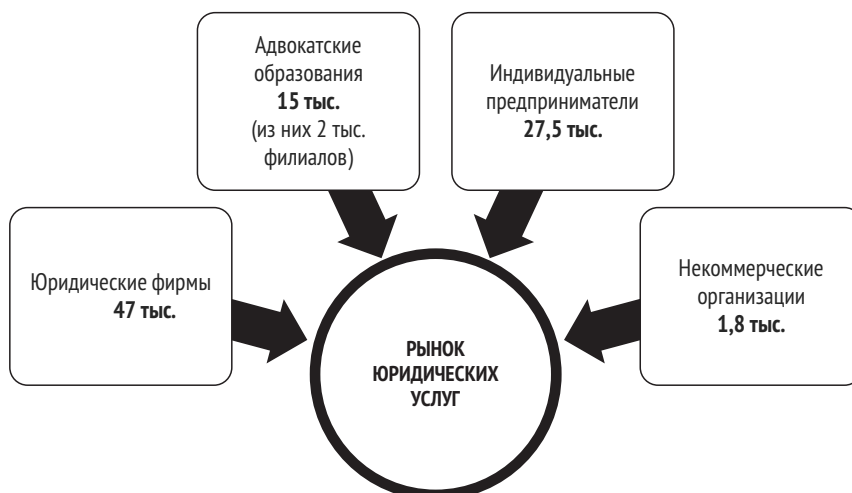 Адвокатские
образования
15 тыс.
(из них 2 тыс.
филиалов)
Индивидуальные
предприниматели
27,5 тыс.
Юридические фирмы
47 тыс.
Некоммерческие
организации
1,8 тыс.
РЫНОК
ЮРИДИЧЕСКИХ
УСЛУГ